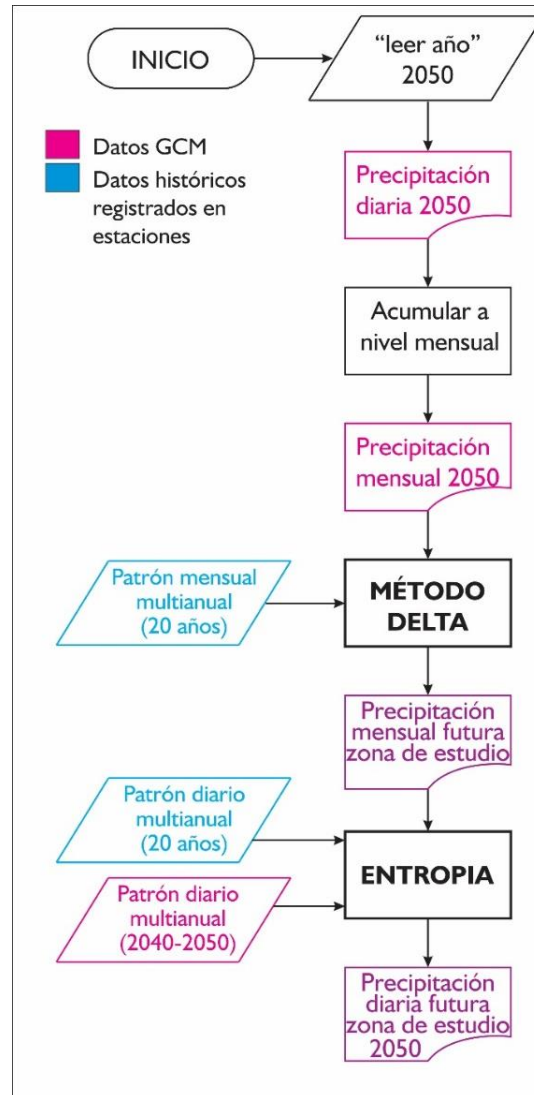 INICIO
“leer año”
2050
Datos GCM
Datos históricos
registrados en
estaciones
Precipitación
diaria 2050
Acumular a
nivel mensual
Precipitación
mensual 2050
Patrón mensual
multianual
(20 años)
MÉTODO
DELTA
Precipitación
mensual futura
zona de estudio
Patrón diario
multianual
(20 años)
ENTROPIA
Patrón diario
multianual
(2040-2050)
Precipitación
diaria futura
zona de estudio
2050